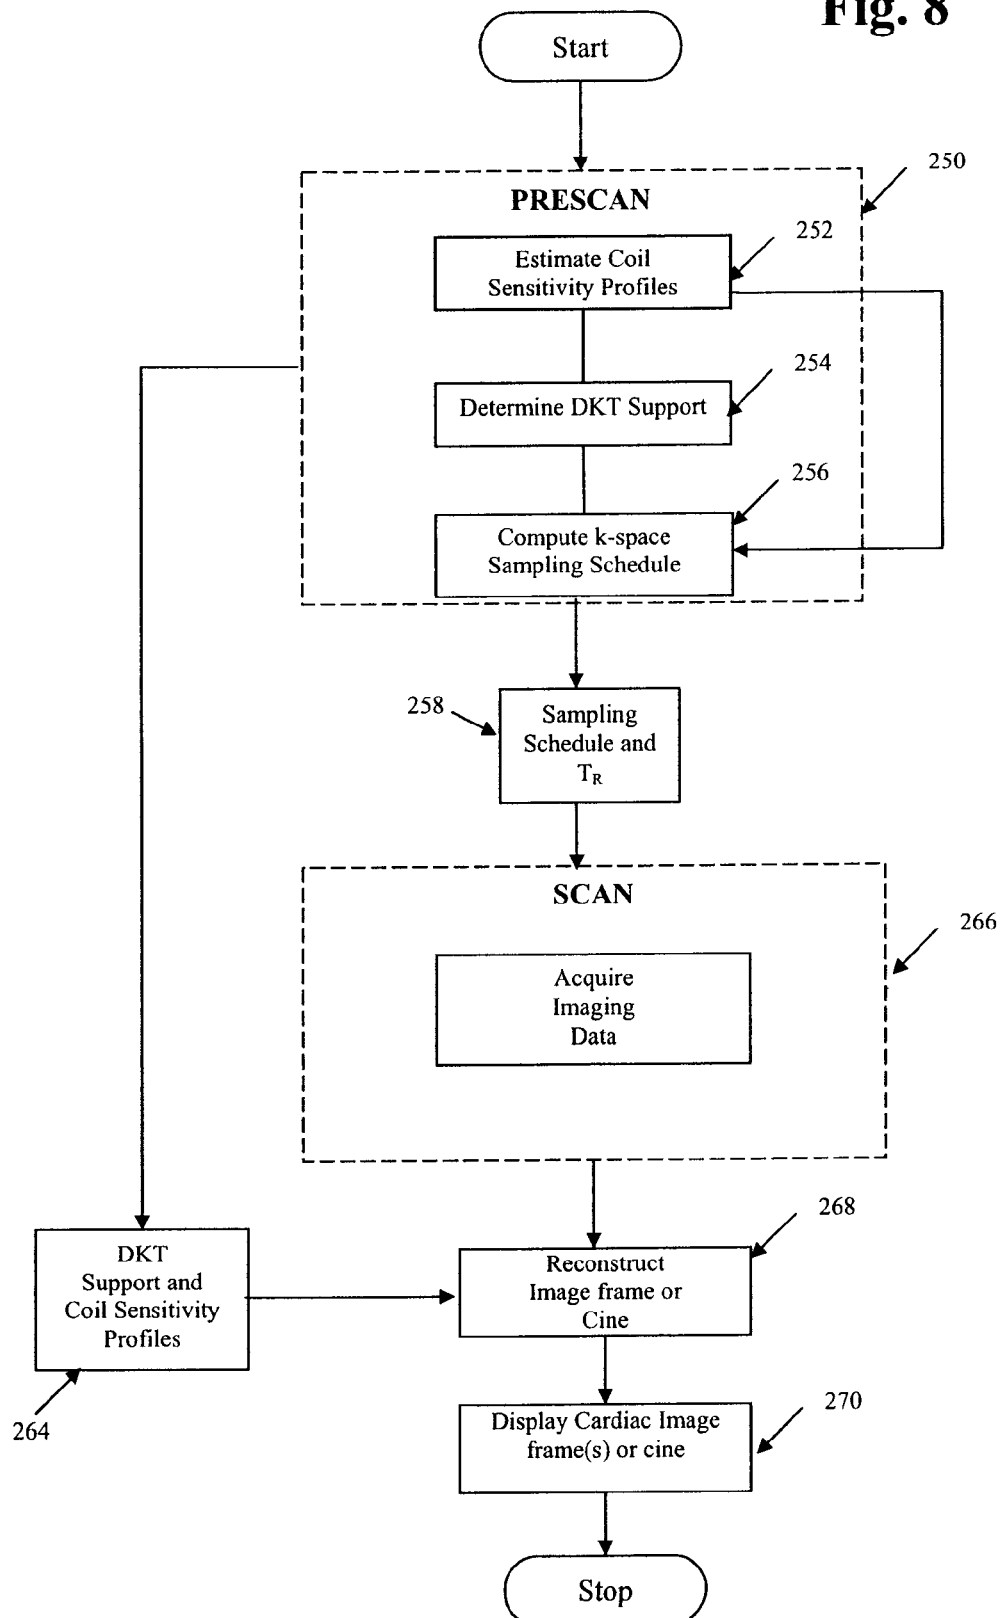 Fig. 8
Start
250
PRESCAN
252
Estimate Coil
Sensitivity Profiles
254
Determine DKT Support
256
Compute k-space
Sampling Schedule
258
Sampling
Schedule and
T_R
SCAN
266
Acquire
Imaging
Data
268
DKT
Support and
Coil Sensitivity
Profiles
Reconstruct
Image frame or
Cine
264
270
Display Cardiac Image
frame(s) or cine
Stop